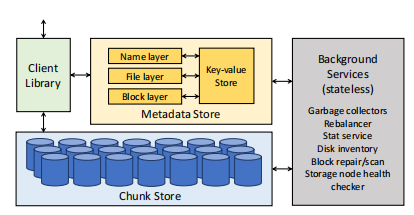 Client
Library
Name layer
File layer
Block layer
Key-value
Store
Metadata Store
Chunk Store
Background
Services
(stateless)
Garbage collectors
Rebalancer
Stat service
Disk inventory
Block repair/scan
Storage node health
checker